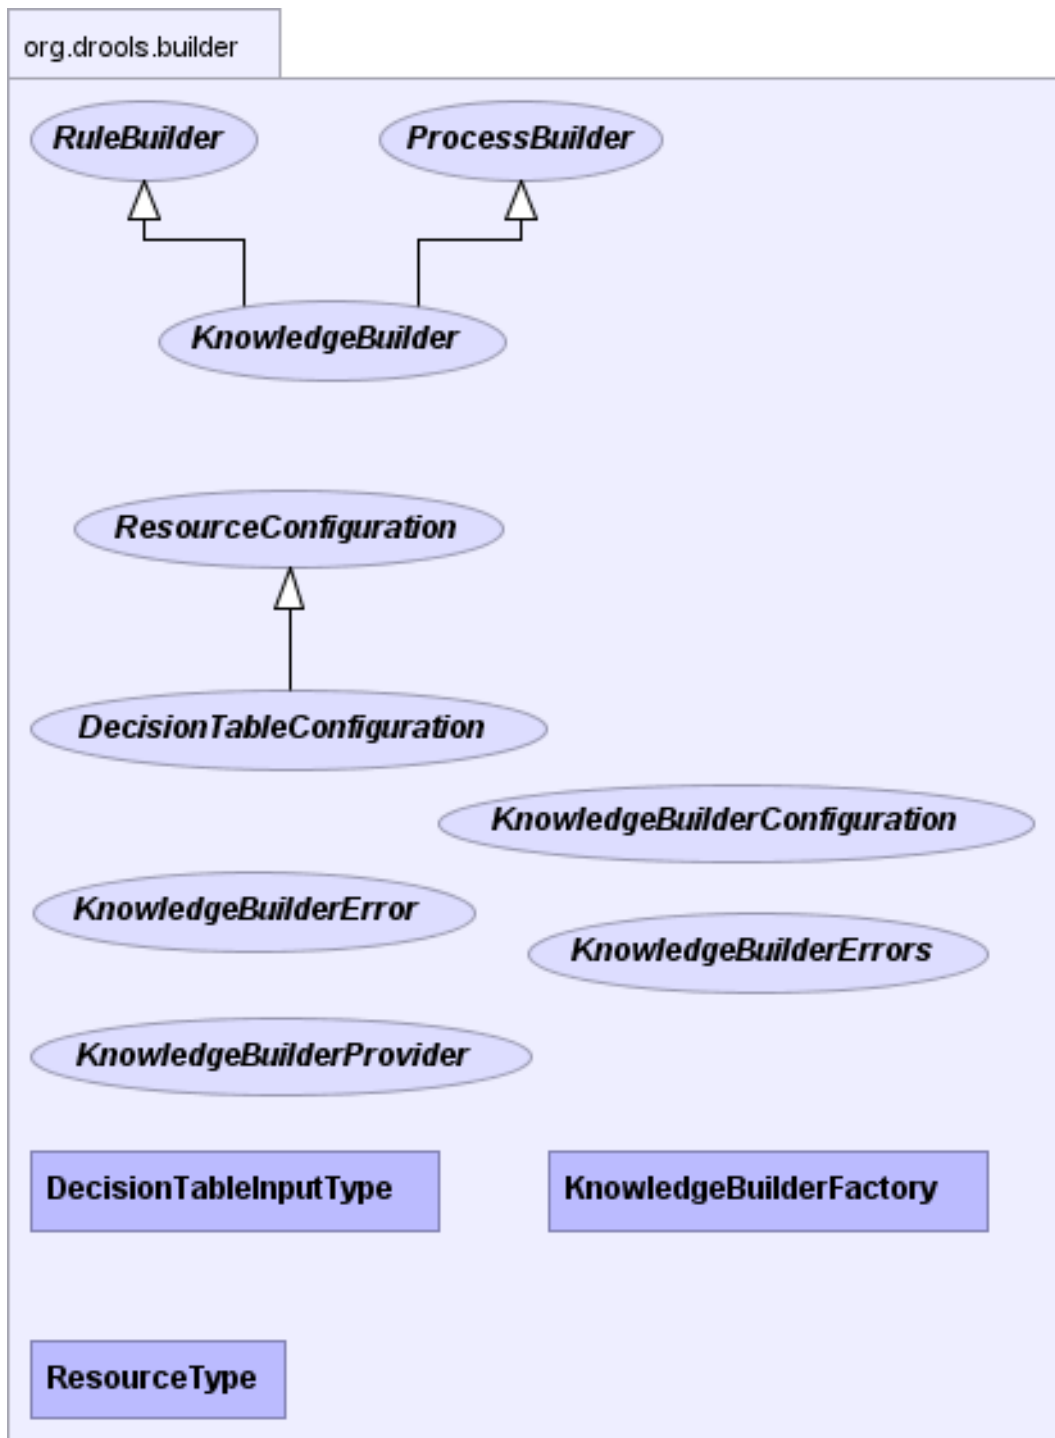 org.drools.builder
RuleBuilder
ProcessBuilder
KnowledgeBuilder
ResourceConfiguration
DecisionTableConfiguration
KnowledgeBuilderConfiguration
KnowledgeBuilderError
KnowledgeBuilderErrors
KnowledgeBuilderProvider
DecisionTableInputType
KnowledgeBuilderFactory
ResourceType